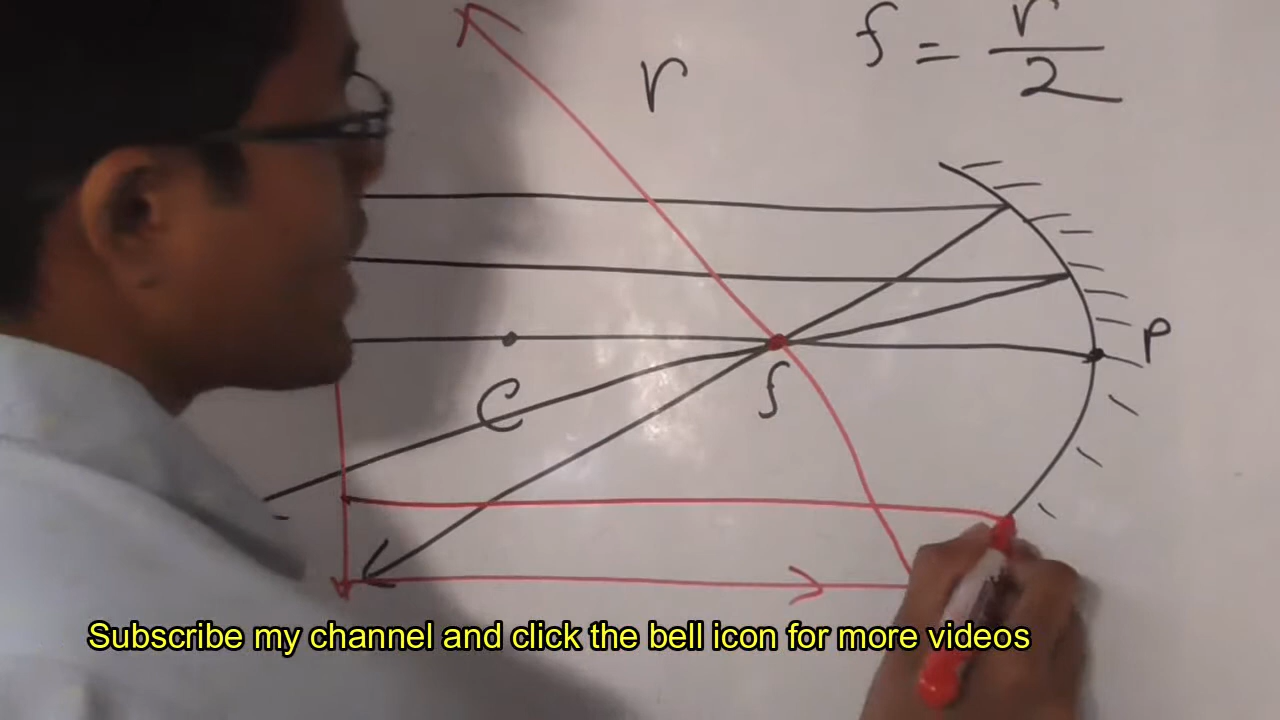 r
f = r/2
P
C
f
Subscribe my channel and click the bell icon for more videos